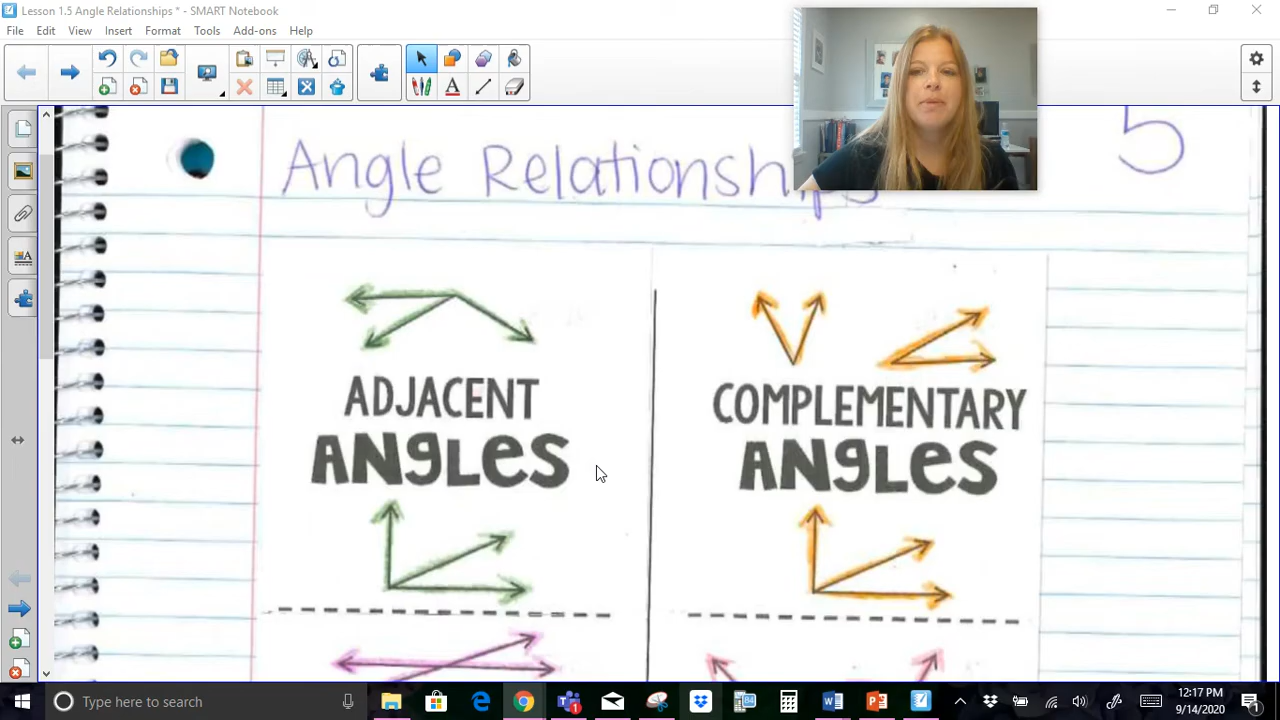 Lesson 1.5 Angle Relationships * - SMART Notebook
File Edit View Insert Format Tools Add-ons Help
Angle Relationships
5
ADJACENT
ANGLES
COMPLEMENTARY
ANGLES
Type here to search
12:17 PM
9/14/2020